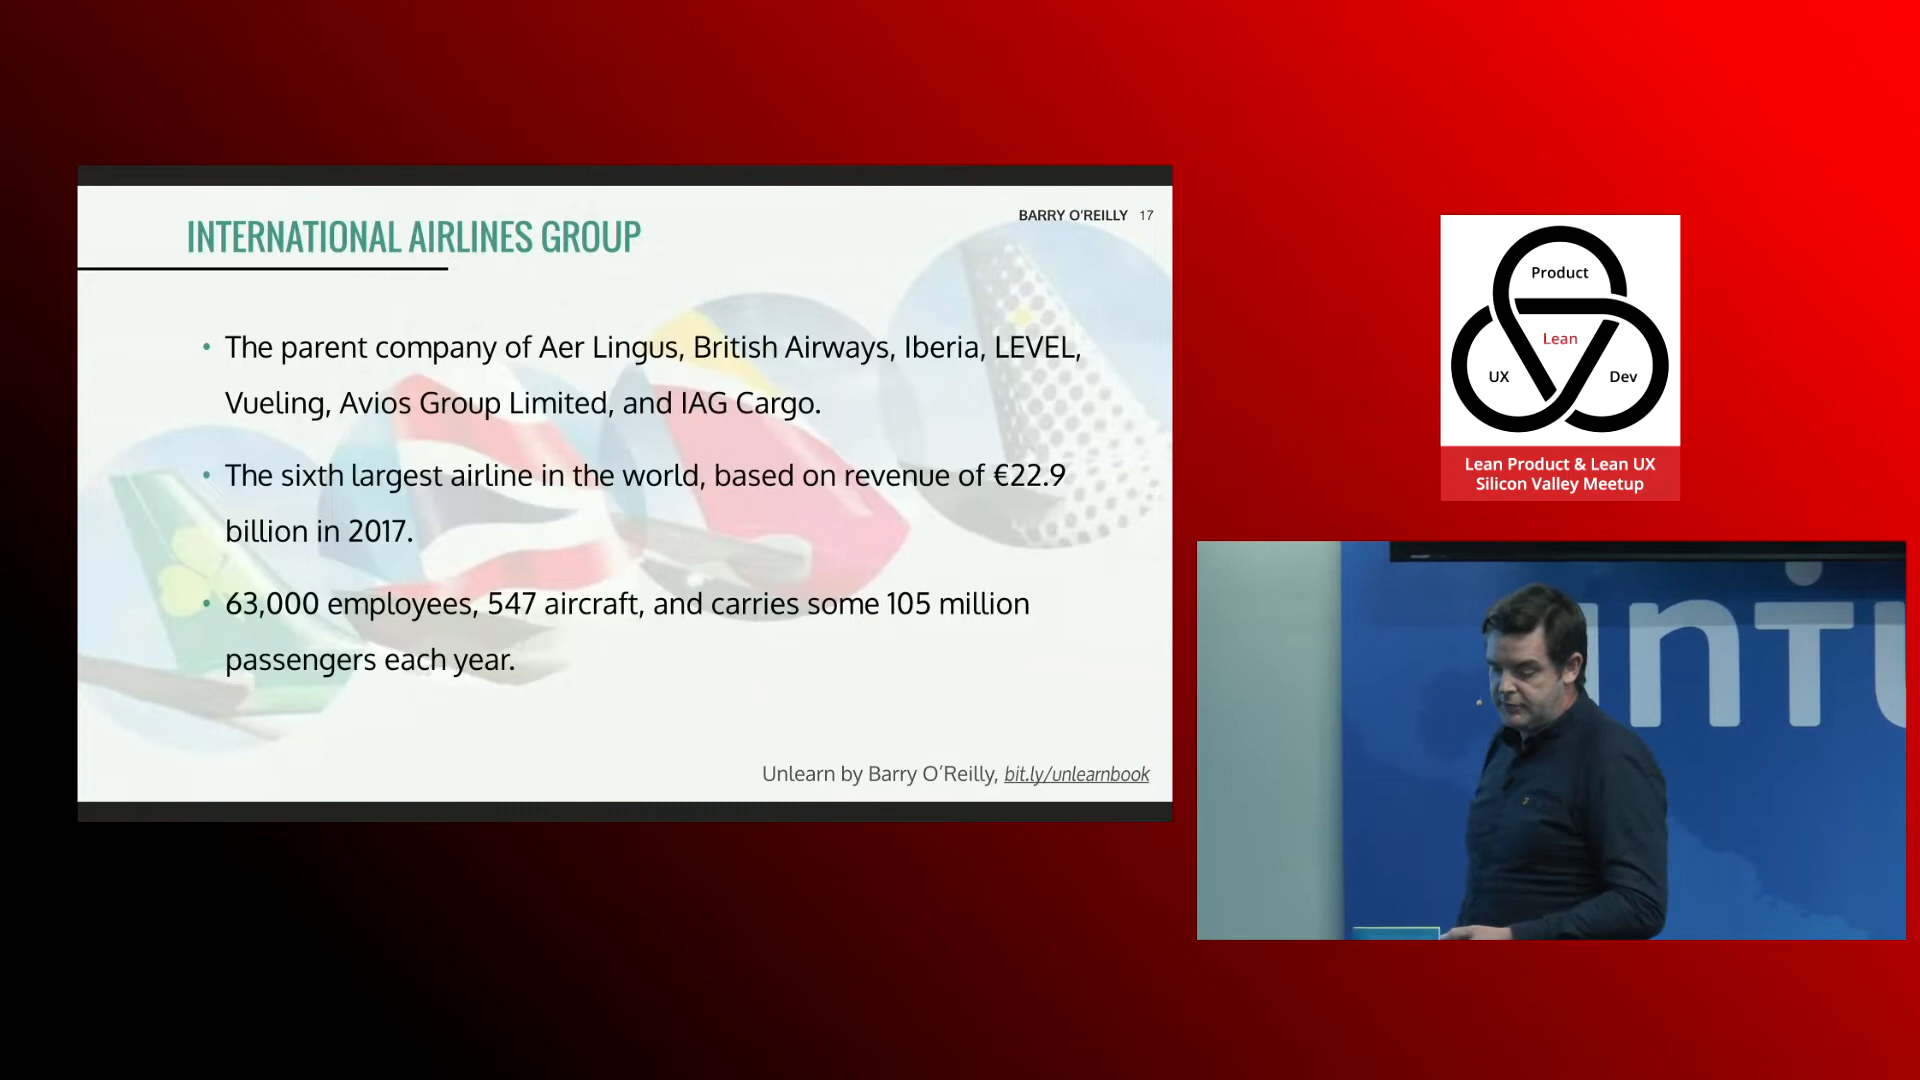 BARRY O'REILLY 17
INTERNATIONAL AIRLINES GROUP
• The parent company of Aer Lingus, British Airways, Iberia, LEVEL,
Vueling, Avios Group Limited, and IAG Cargo.
• The sixth largest airline in the world, based on revenue of €22.9
billion in 2017.
• 63,000 employees, 547 aircraft, and carries some 105 million
passengers each year.
Unlearn by Barry O'Reilly, bit.ly/unlearnbook
Product
Lean
UX Dev
Lean Product & Lean UX
Silicon Valley Meetup